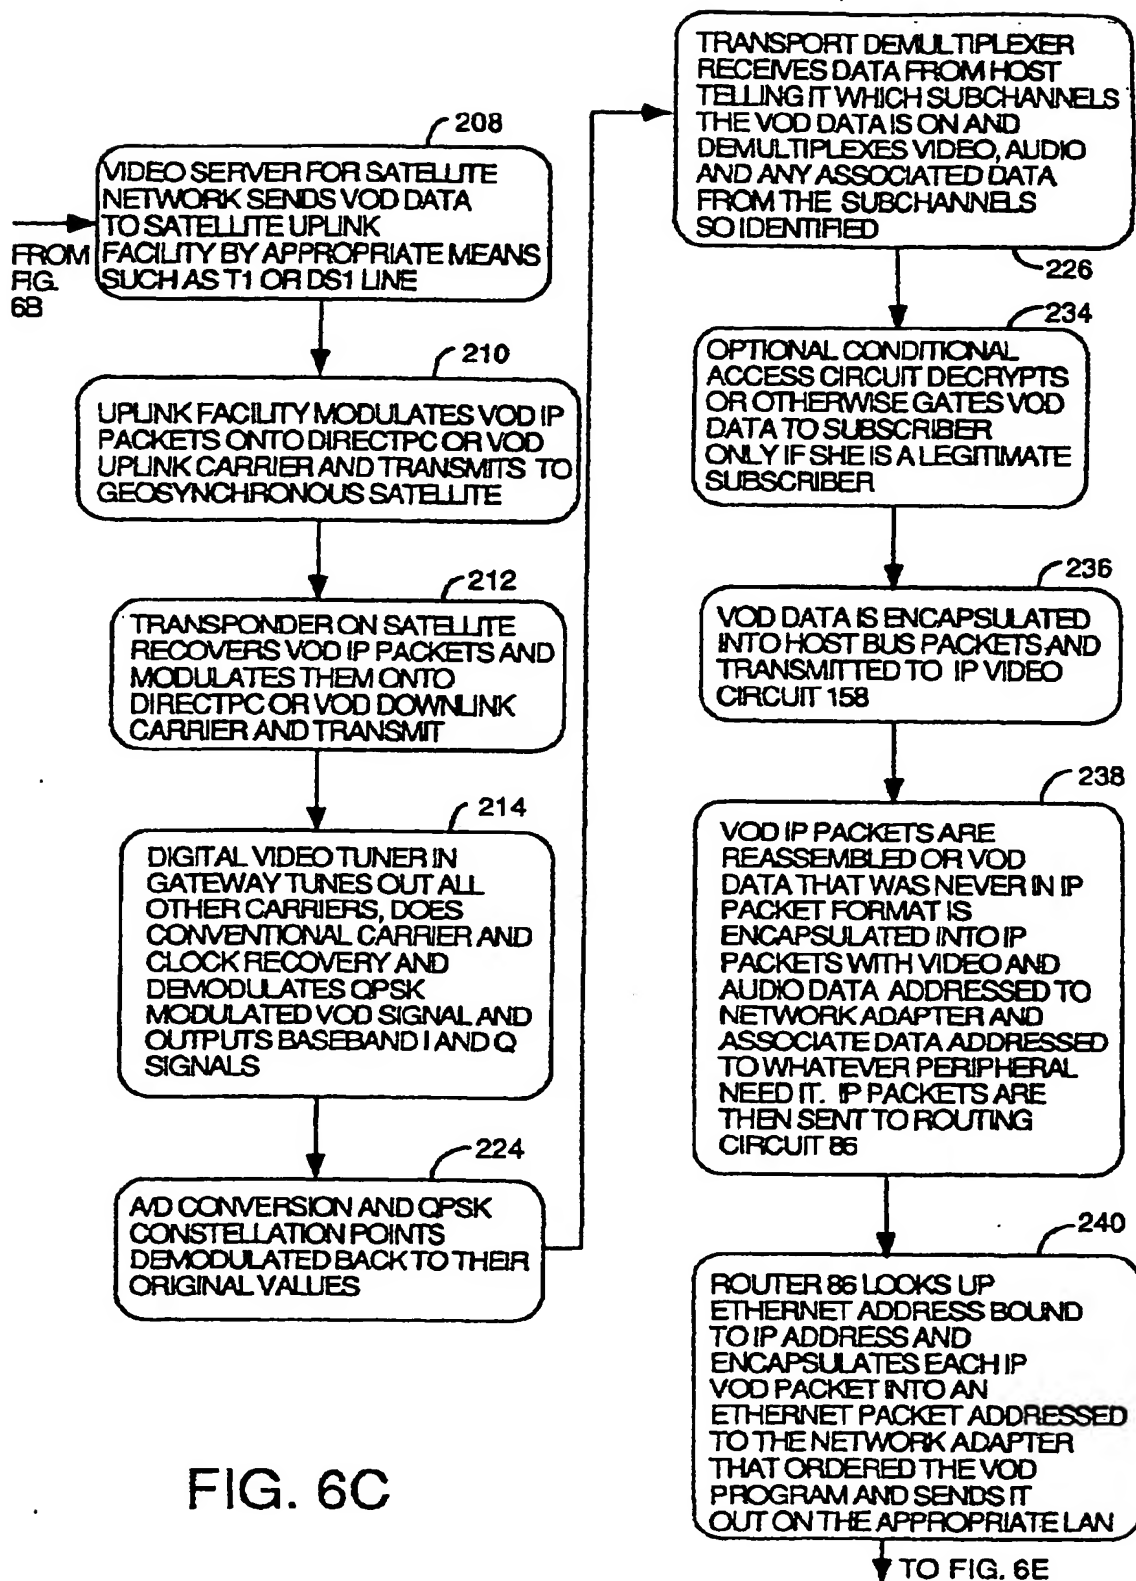 208
VIDEO SERVER FOR SATELLITE
NETWORK SENDS VOD DATA
TO SATELLITE UPLINK
FACILITY BY APPROPRIATE MEANS
SUCH AS T1 OR DS1 LINE
FROM
FIG.
6B
210
UPLINK FACILITY MODULATES VOD IP
PACKETS ONTO DIRECTPC OR VOD
UPLINK CARRIER AND TRANSMITS TO
GEOSYNCHRONOUS SATELLITE
212
TRANSPONDER ON SATELLITE
RECOVERS VOD IP PACKETS AND
MODULATES THEM ONTO
DIRECTPC OR VOD DOWNLINK
CARRIER AND TRANSMIT
214
DIGITAL VIDEO TUNER IN
GATEWAY TUNES OUT ALL
OTHER CARRIERS, DOES
CONVENTIONAL CARRIER AND
CLOCK RECOVERY AND
DEMODULATES QPSK
MODULATED VOD SIGNAL AND
OUTPUTS BASEBAND I AND Q
SIGNALS
224
A/D CONVERSION AND QPSK
CONSTELLATION POINTS
DEMODULATED BACK TO THEIR
ORIGINAL VALUES
TRANSPORT DEMULTIPLEXER
RECEIVES DATA FROM HOST
TELLING IT WHICH SUBCHANNELS
THE VOD DATA IS ON AND
DEMULTIPLEXES VIDEO, AUDIO
AND ANY ASSOCIATED DATA
FROM THE SUBCHANNELS
SO IDENTIFIED
226
234
OPTIONAL CONDITIONAL
ACCESS CIRCUIT DECRYPTS
OR OTHERWISE GATES VOD
DATA TO SUBSCRIBER
ONLY IF SHE IS A LEGITIMATE
SUBSCRIBER
236
VOD DATA IS ENCAPSULATED
INTO HOST BUS PACKETS AND
TRANSMITTED TO IP VIDEO
CIRCUIT 158
238
VOD IP PACKETS ARE
REASSEMBLED OR VOD
DATA THAT WAS NEVER IN IP
PACKET FORMAT IS
ENCAPSULATED INTO IP
PACKETS WITH VIDEO AND
AUDIO DATA ADDRESSED TO
NETWORK ADAPTER AND
ASSOCIATE DATA ADDRESSED
TO WHATEVER PERIPHERAL
NEED IT. IP PACKETS ARE
THEN SENT TO ROUTING
CIRCUIT 86
240
ROUTER 86 LOOKS UP
ETHERNET ADDRESS BOUND
TO IP ADDRESS AND
ENCAPSULATES EACH IP
VOD PACKET INTO AN
ETHERNET PACKET ADDRESSED
TO THE NETWORK ADAPTER
THAT ORDERED THE VOD
PROGRAM AND SENDS IT
OUT ON THE APPROPRIATE LAN
TO FIG. 6E
FIG. 6C